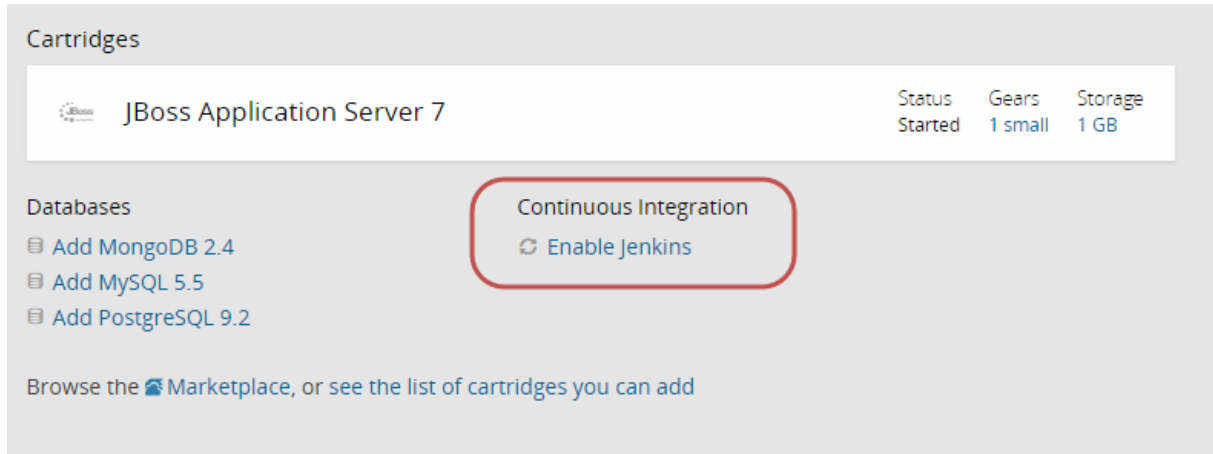 Cartridges
JBoss
JBoss Application Server 7
Status Gears Storage
Started 1 small 1 GB
Databases
Add MongoDB 2.4
Add MySQL 5.5
Add PostgreSQL 9.2
Continuous Integration
Enable Jenkins
Browse the Marketplace, or see the list of cartridges you can add